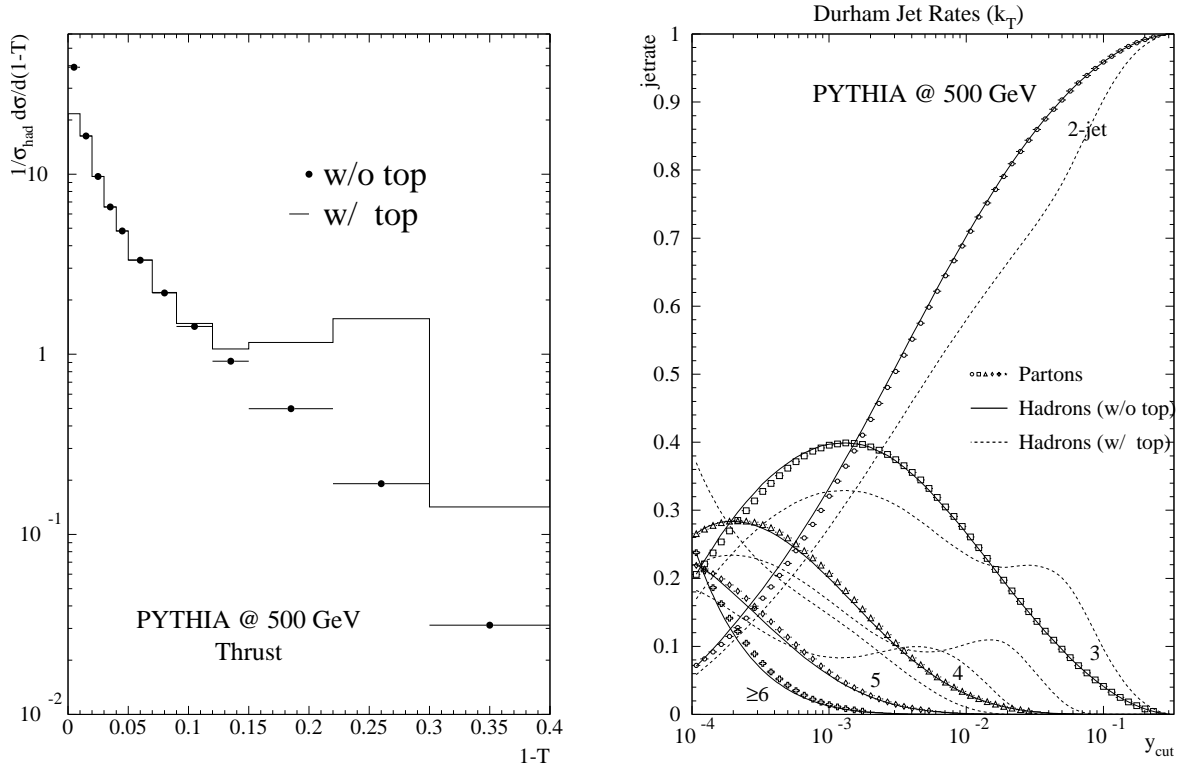 1/σ_had dσ/d(1-T)
10
1
10 -1
10 -2
w/o top
w/ top
PYTHIA @ 500 GeV
Thrust
0 0.05 0.1 0.15 0.2 0.25 0.3 0.35 0.4
1-T
Durham Jet Rates (k_T)
jetrate
1
0.9
0.8
0.7
0.6
0.5
0.4
0.3
0.2
0.1
0
PYTHIA @ 500 GeV
2-jet
Partons
Hadrons (w/o top)
Hadrons (w/ top)
3
4
5
≥6
10 -4 10 -3 10 -2 10 -1
y_cut